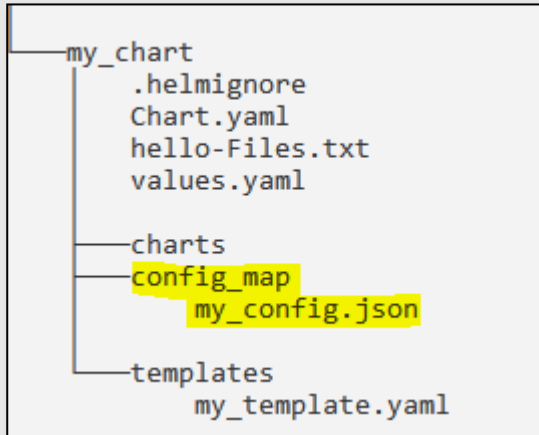 my_chart
.helmignore
Chart.yaml
hello-Files.txt
values.yaml
charts
config_map
my_config.json
templates
my_template.yaml